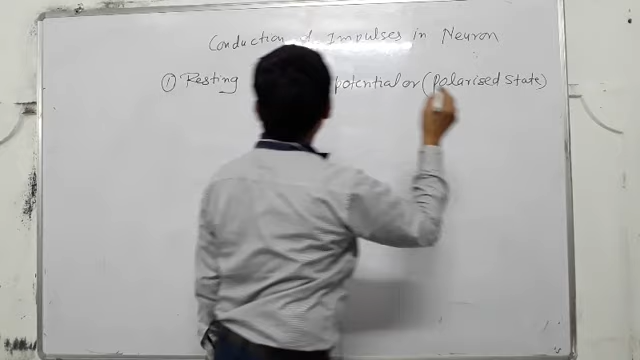 Conduction of Impulses in Neuron
① Resting potential or (Polarised State)